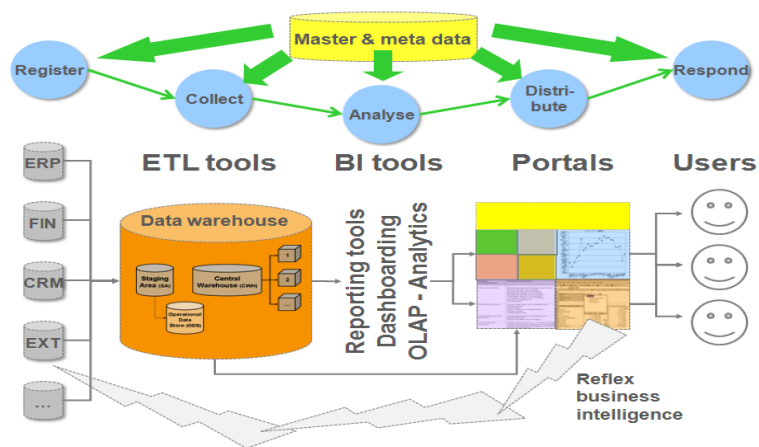 Master & meta data
Register
Collect
Analyse
Distri-
bute
Respond
ETL tools
BI tools
Portals
Users
ERP
FIN
CRM
EXT
...
Data warehouse
Staging
Area (SA)
Central
Warehouse (CWH)
Operational
Data
Store (ODS)
1
2
...
Reporting tools
Dashboarding
OLAP - Analytics
Reflex
business
intelligence